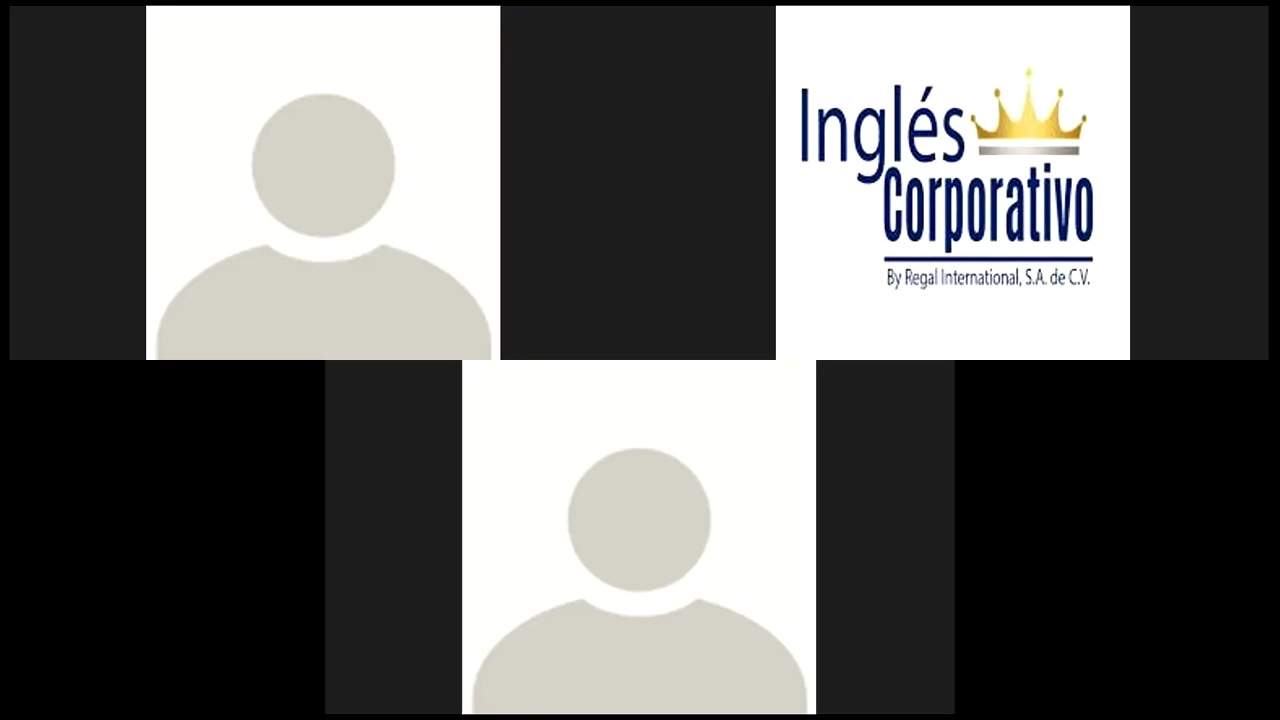 Inglés
Corporativo
By Regal International, S.A. de C.V.